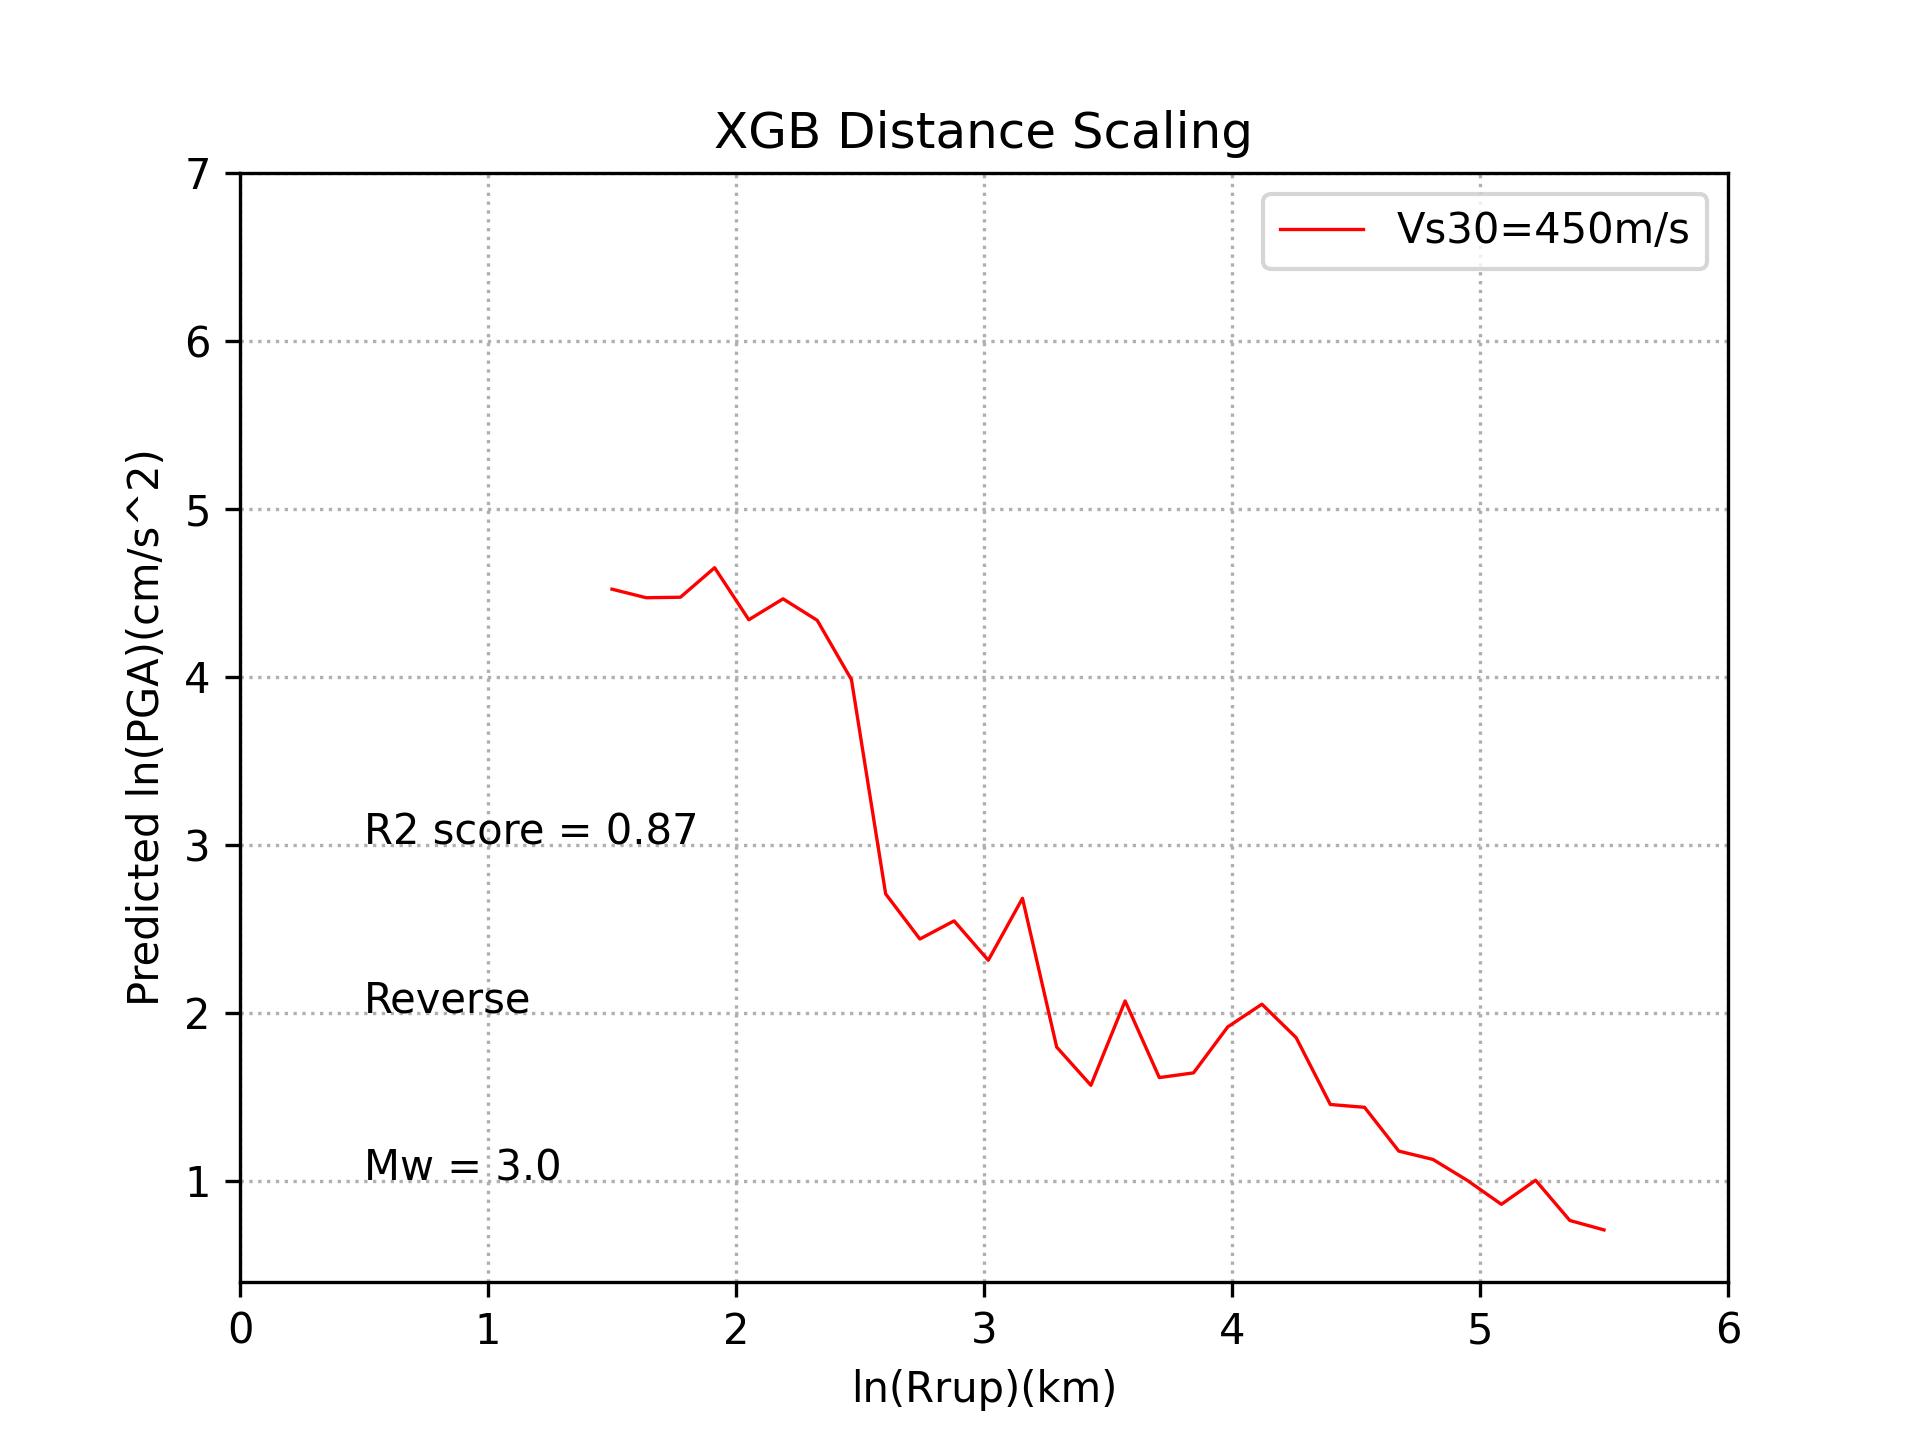 XGB Distance Scaling
7
6
5
4
3
2
1
Predicted ln(PGA)(cm/s^2)
Vs30=450m/s
R2 score = 0.87
Reverse
Mw = 3.0
0 1 2 3 4 5 6
ln(Rrup)(km)